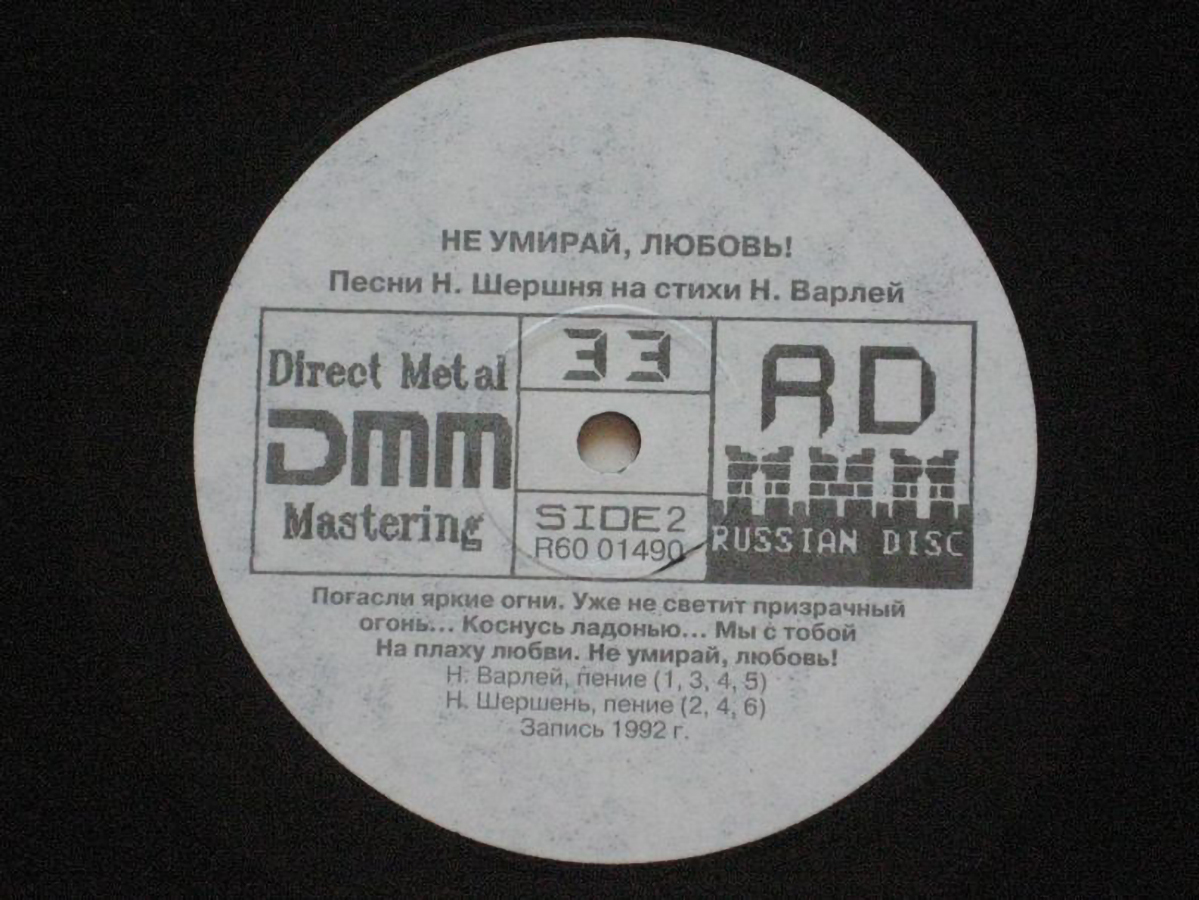 НЕ УМИРАЙ, ЛЮБОВЬ!
Песни Н. Шершня на стихи Н. Варлей
Direct Metal
DMM
Mastering
33
SIDE 2
R60 01490
RD
RUSSIAN DISC
Погасли яркие огни. Уже не светит призрачный
огонь... Коснусь ладонью... Мы с тобой
На плаху любви. Не умирай, любовь!
Н. Варлей, пение (1, 3, 4, 5)
Н. Шершень, пение (2, 4, 6)
Запись 1992 г.